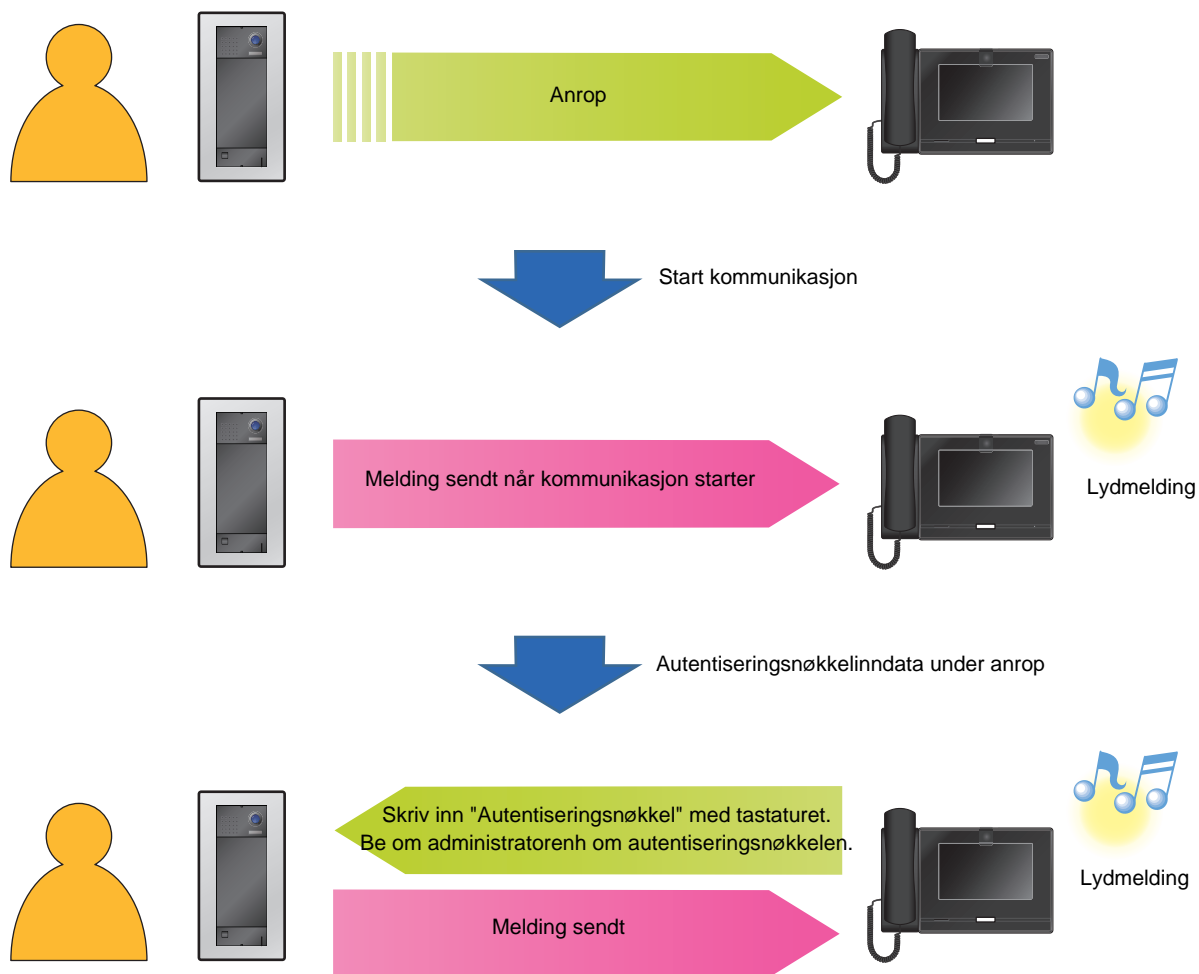 Anrop
Start kommunikasjon
Melding sendt når kommunikasjon starter
Lydmelding
Autentiseringsnøkkelinndata under anrop
Skriv inn "Autentiseringsnøkkel" med tastaturet.
Be om administratorenh om autentiseringsnøkkelen.
Lydmelding
Melding sendt